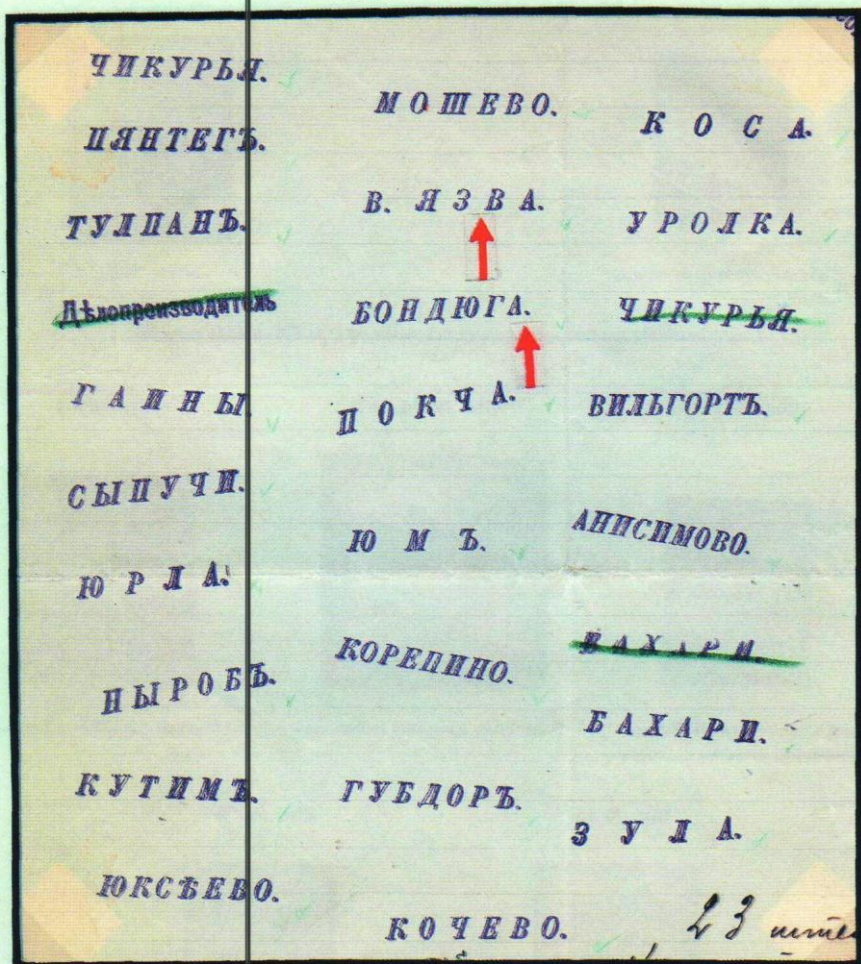 ЧИКУРЬЯ.
ПЯНТЕГЪ.
ТУЛПАНЪ.
Дѣлопроизводитель
ГАИНЫ.
СЫПУЧИ.
ЮРЛА.
НЫРОБЪ.
КУТИМЪ.
ЮКСѢЕВО.
МОШЕВО.
В. ЯЗВА.
БОНДЮГА.
ПОКЧА.
ЮМЪ.
КОРЕПИНО.
ГУБДОРЪ.
КОЧЕВО.
КОСА.
УРОЛКА.
ЧИКУРЬЯ.
ВИЛЬГОРТЪ.
АНИСИМОВО.
БАХАРИ.
БАХАРИ.
ЗУЛА.
23